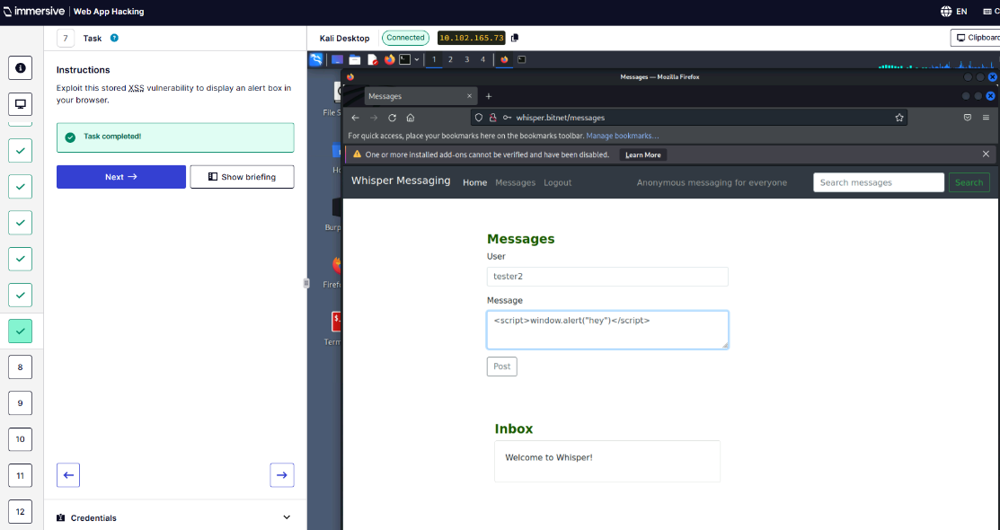 immersive | Web App Hacking
EN
7 Task ?
Kali Desktop Connected 10.102.165.73
Clipboard
Instructions
Exploit this stored XSS vulnerability to display an alert box in
your browser.
Task completed!
Next → Show briefing
8
9
10
11
12
← →
Credentials
1 2 3 4
Messages — Mozilla Firefox
Messages × +
whisper.bitnet/messages
For quick access, place your bookmarks here on the bookmarks toolbar. Manage bookmarks…
One or more installed add-ons cannot be verified and have been disabled. Learn More
Whisper Messaging Home Messages Logout Anonymous messaging for everyone Search messages Search
File S
Ho
Burp
Firef
Term
Messages
User
tester2
Message
<script>window.alert("hey")</script>
Post
Inbox
Welcome to Whisper!